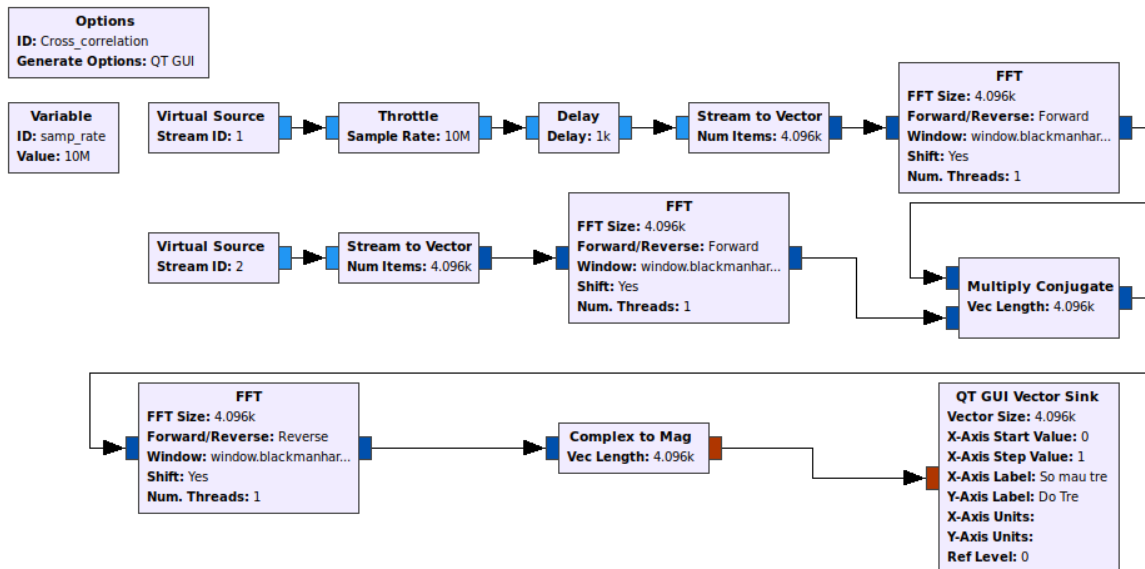 Options
ID: Cross_correlation
Generate Options: QT GUI
Variable
ID: samp_rate
Value: 10M
Virtual Source
Stream ID: 1
Throttle
Sample Rate: 10M
Delay
Delay: 1k
Stream to Vector
Num Items: 4.096k
FFT
FFT Size: 4.096k
Forward/Reverse: Forward
Window: window.blackmanhar...
Shift: Yes
Num. Threads: 1
Virtual Source
Stream ID: 2
Stream to Vector
Num Items: 4.096k
FFT
FFT Size: 4.096k
Forward/Reverse: Forward
Window: window.blackmanhar...
Shift: Yes
Num. Threads: 1
Multiply Conjugate
Vec Length: 4.096k
FFT
FFT Size: 4.096k
Forward/Reverse: Reverse
Window: window.blackmanhar...
Shift: Yes
Num. Threads: 1
Complex to Mag
Vec Length: 4.096k
QT GUI Vector Sink
Vector Size: 4.096k
X-Axis Start Value: 0
X-Axis Step Value: 1
X-Axis Label: So mau tre
Y-Axis Label: Do Tre
X-Axis Units:
Y-Axis Units:
Ref Level: 0